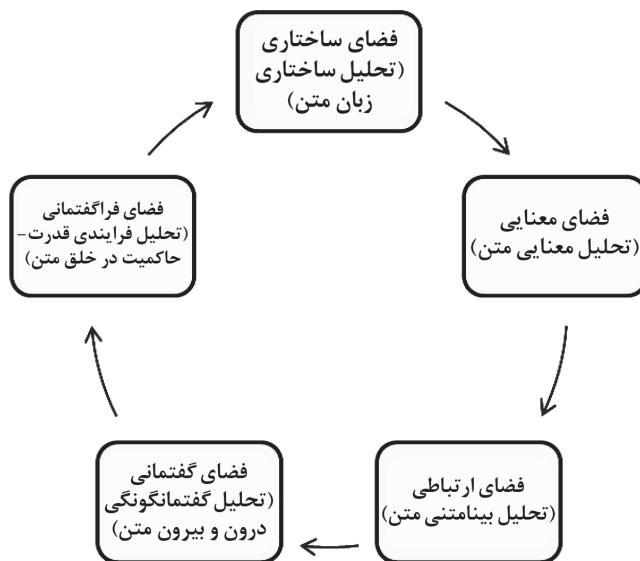 فضای ساختاری
(تحلیل ساختاری
زبان متن)
فضای معنایی
(تحلیل معنایی متن)
فضای ارتباطی
(تحلیل بینامتنی متن)
فضای گفتمانی
(تحلیل گفتمانگونگی
درون و بیرون متن)
فضای فراگفتمانی
(تحلیل فرایندی قدرت-
حاکمیت در خلق متن)